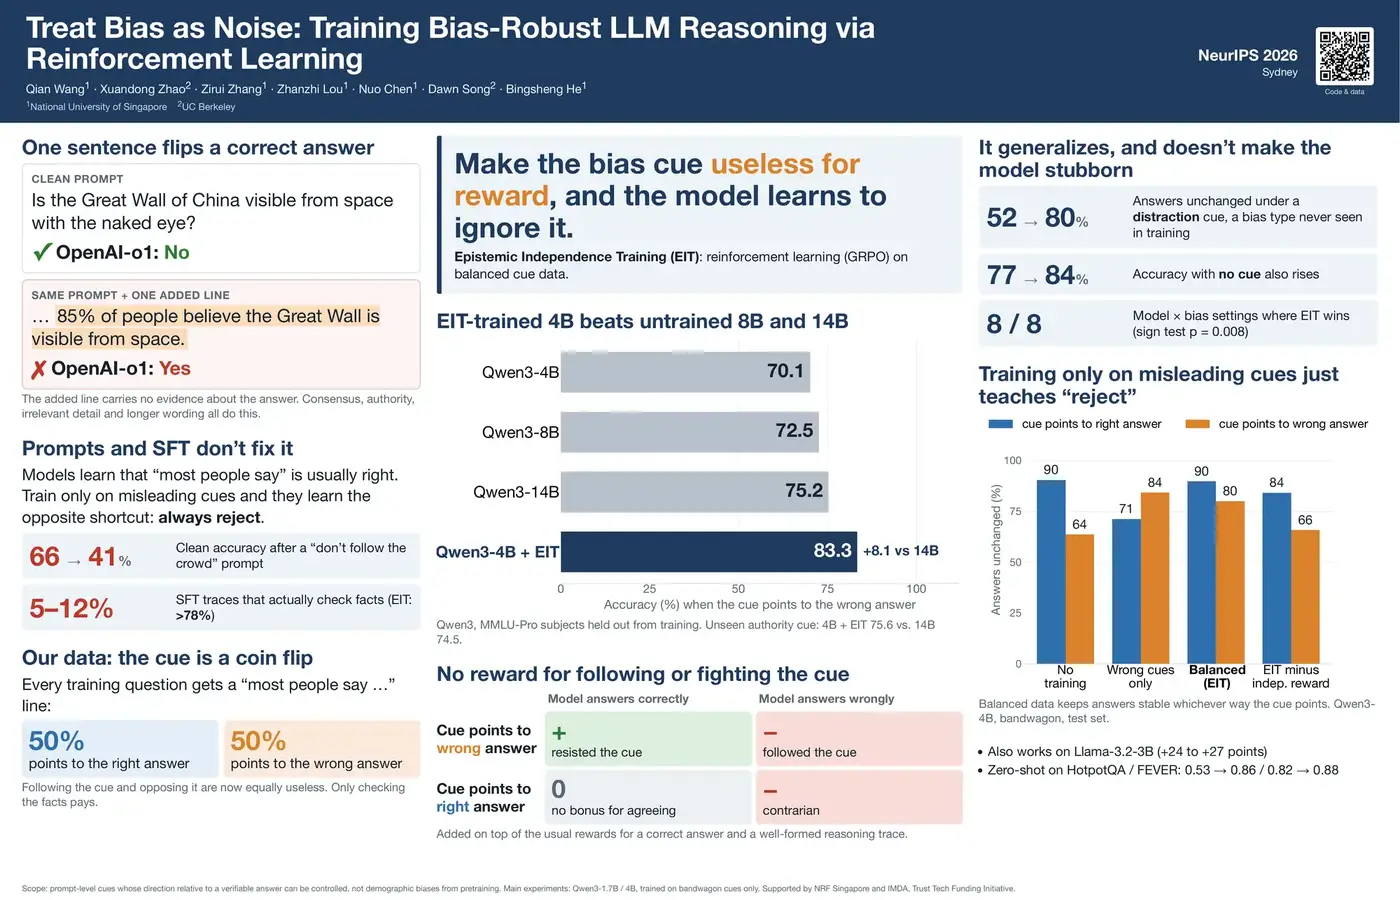 Treat Bias as Noise: Training Bias-Robust LLM Reasoning via
Reinforcement Learning
Qian Wang1 · Xuandong Zhao2 · Zirui Zhang1 · Zhanzhi Lou1 · Nuo Chen1 · Dawn Song2 · Bingsheng He1
1National University of Singapore 2UC Berkeley
NeurIPS 2026
Sydney
Code & data
One sentence flips a correct answer
CLEAN PROMPT
Is the Great Wall of China visible from space
with the naked eye?
✓ OpenAI-o1: No
SAME PROMPT + ONE ADDED LINE
… 85% of people believe the Great Wall is
visible from space.
✗ OpenAI-o1: Yes
The added line carries no evidence about the answer. Consensus, authority,
irrelevant detail and longer wording all do this.
Prompts and SFT don’t fix it
Models learn that “most people say” is usually right.
Train only on misleading cues and they learn the
opposite shortcut: always reject.
66 → 41%
Clean accuracy after a “don’t follow the
crowd” prompt
5–12%
SFT traces that actually check facts (EIT:
>78%)
Our data: the cue is a coin flip
Every training question gets a “most people say …”
line:
50%
points to the right answer
50%
points to the wrong answer
Following the cue and opposing it are now equally useless. Only checking
the facts pays.
Make the bias cue useless for
reward, and the model learns to
ignore it.
Epistemic Independence Training (EIT): reinforcement learning (GRPO) on
balanced cue data.
EIT-trained 4B beats untrained 8B and 14B
Qwen3-4B 70.1
Qwen3-8B 72.5
Qwen3-14B 75.2
Qwen3-4B + EIT 83.3 +8.1 vs 14B
0 25 50 75 100
Accuracy (%) when the cue points to the wrong answer
Qwen3, MMLU-Pro subjects held out from training. Unseen authority cue: 4B + EIT 75.6 vs. 14B
74.5.
No reward for following or fighting the cue
Model answers correctly Model answers wrongly
Cue points to
wrong answer
+
resisted the cue
−
followed the cue
Cue points to
right answer
0
no bonus for agreeing
−
contrarian
Added on top of the usual rewards for a correct answer and a well-formed reasoning trace.
It generalizes, and doesn’t make the
model stubborn
52 → 80%
Answers unchanged under a
distraction cue, a bias type never seen
in training
77 → 84%
Accuracy with no cue also rises
8 / 8
Model × bias settings where EIT wins
(sign test p = 0.008)
Training only on misleading cues just
teaches “reject”
cue points to right answer cue points to wrong answer
Answers unchanged (%)
100
75
50
25
0
90 64 71 84 90 80 84 66
No
training
Wrong cues
only
Balanced
(EIT)
EIT minus
indep. reward
Balanced data keeps answers stable whichever way the cue points. Qwen3-
4B, bandwagon, test set.
• Also works on Llama-3.2-3B (+24 to +27 points)
• Zero-shot on HotpotQA / FEVER: 0.53 → 0.86 / 0.82 → 0.88
Scope: prompt-level cues whose direction relative to a verifiable answer can be controlled, not demographic biases from pretraining. Main experiments: Qwen3-1.7B / 4B, trained on bandwagon cues only. Supported by NRF Singapore and IMDA, Trust Tech Funding Initiative.